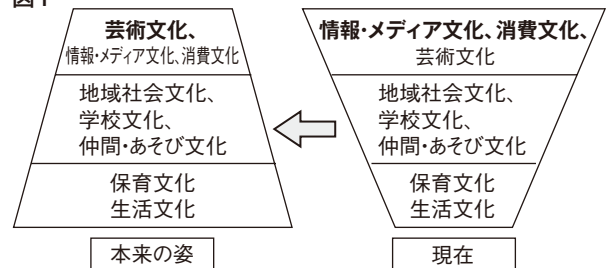 図1
芸術文化、
情報・メディア文化、消費文化
地域社会文化、
学校文化、
仲間・あそび文化
保育文化
生活文化
本来の姿
情報・メディア文化、消費文化、
芸術文化
地域社会文化、
学校文化、
仲間・あそび文化
保育文化
生活文化
現在